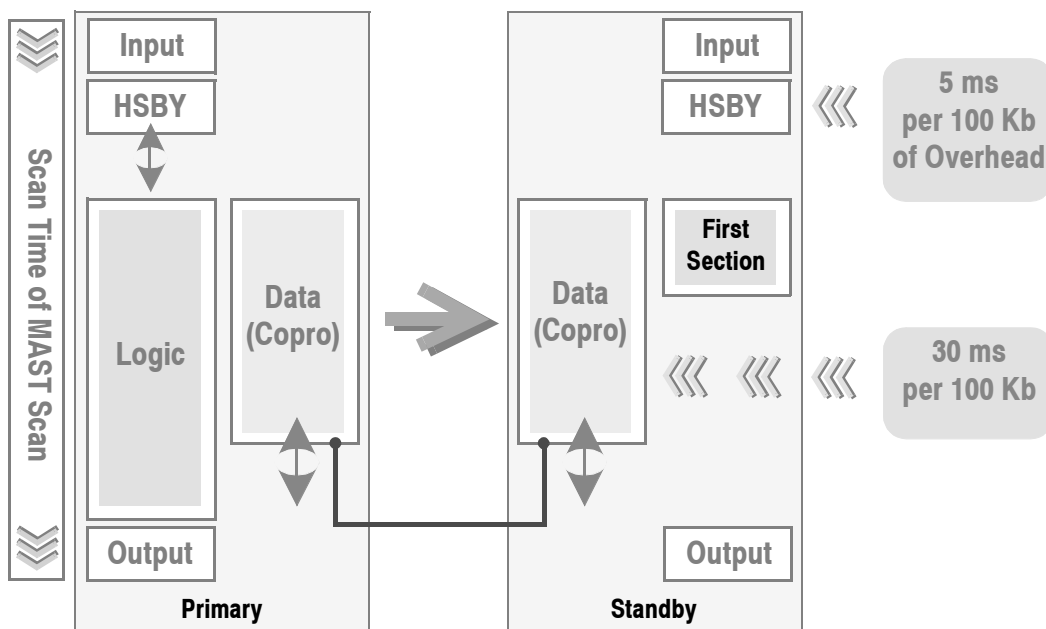 Scan Time of MAST Scan
Input
HSBY
Logic
Data
(Copro)
Output
Primary
Input
HSBY
Data
(Copro)
First
Section
Output
Standby
5 ms
per 100 Kb
of Overhead
30 ms
per 100 Kb